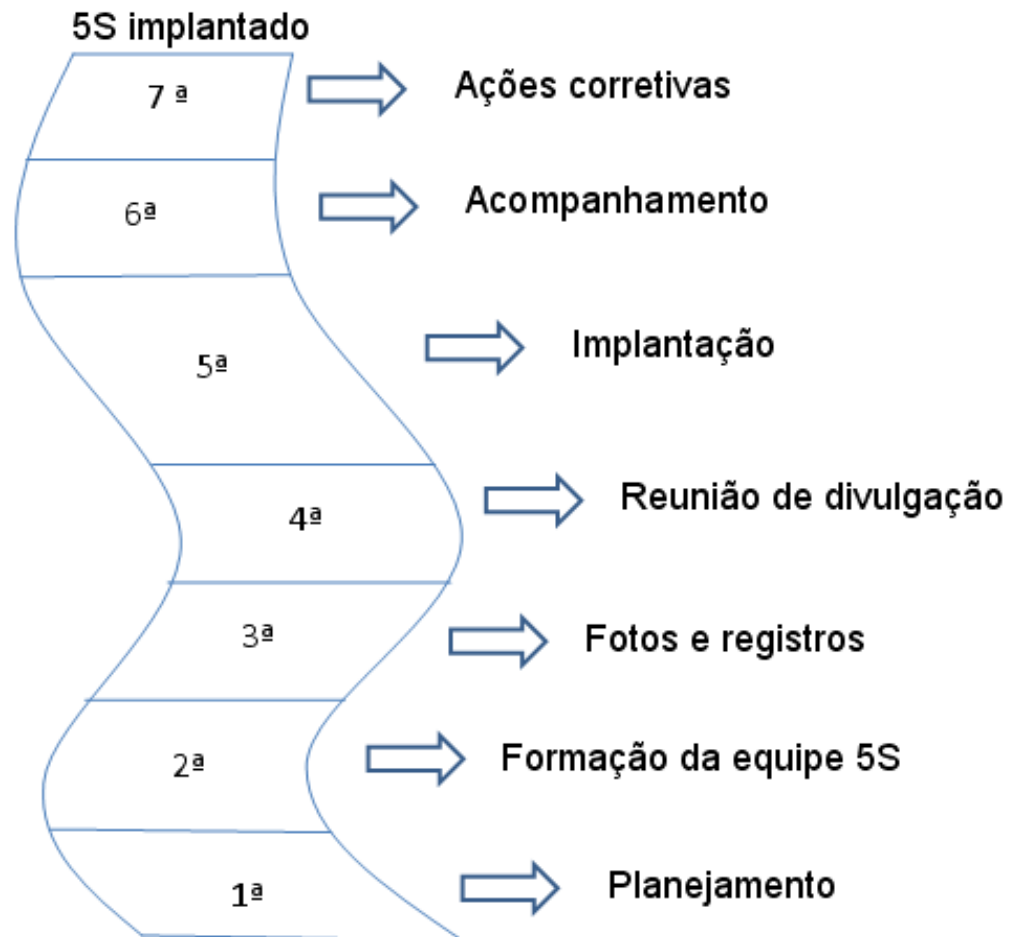 5S implantado
7 ª Ações corretivas
6ª Acompanhamento
5ª Implantação
4ª Reunião de divulgação
3ª Fotos e registros
2ª Formação da equipe 5S
1ª Planejamento